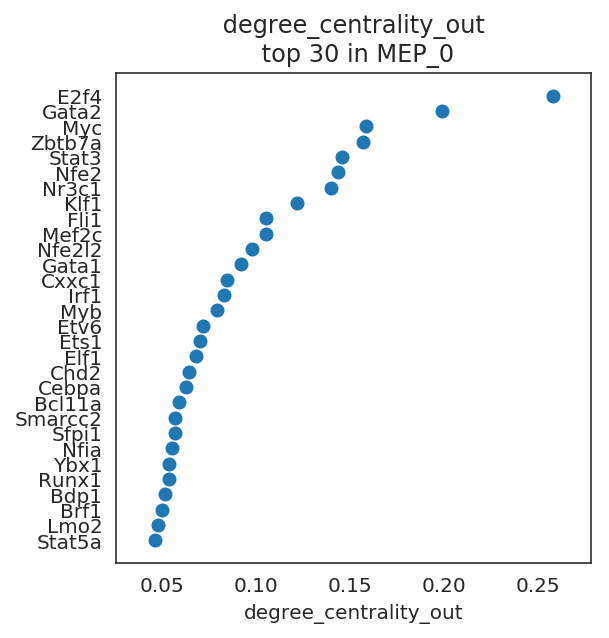 degree_centrality_out
top 30 in MEP_0
E2f4
Gata2
Myc
Zbtb7a
Stat3
Nfe2
Nr3c1
Klf1
Fli1
Mef2c
Nfe2l2
Gata1
Cxxc1
Irf1
Myb
Etv6
Ets1
Elf1
Chd2
Cebpa
Bcl11a
Smarcc2
Sfpi1
Nfia
Ybx1
Runx1
Bdp1
Brf1
Lmo2
Stat5a
0.05 0.10 0.15 0.20 0.25
degree_centrality_out